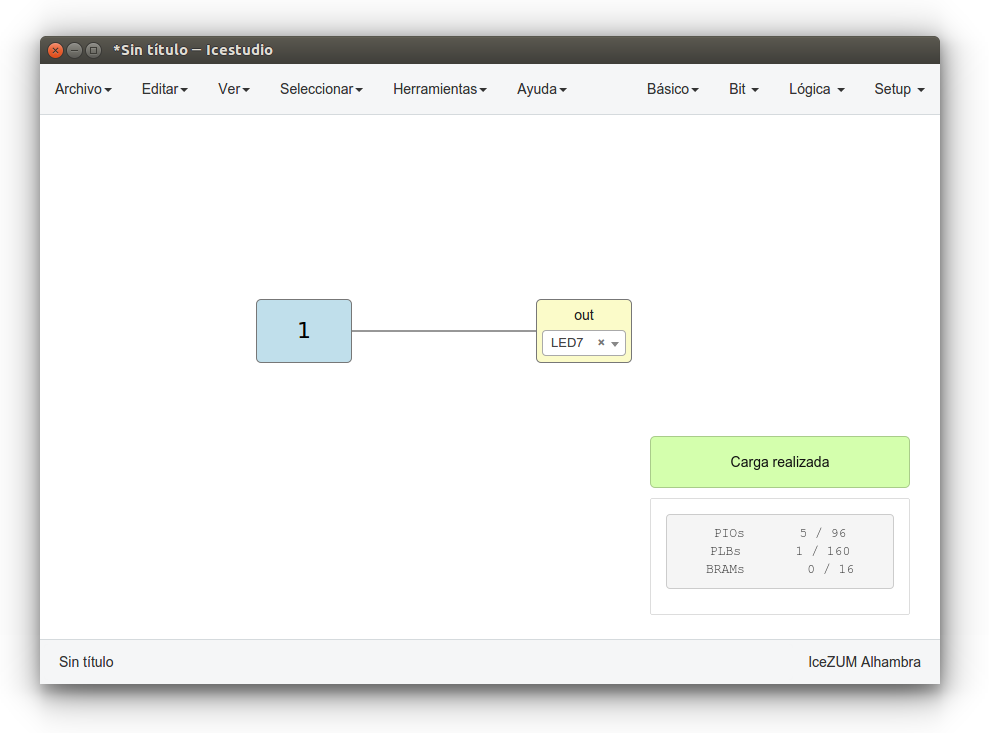 *Sin título — Icestudio
Archivo Editar Ver Seleccionar Herramientas Ayuda Básico Bit Lógica Setup
1
out
LED7 ×
Carga realizada
PIOs 5 / 96
PLBs 1 / 160
BRAMs 0 / 16
Sin título IceZUM Alhambra